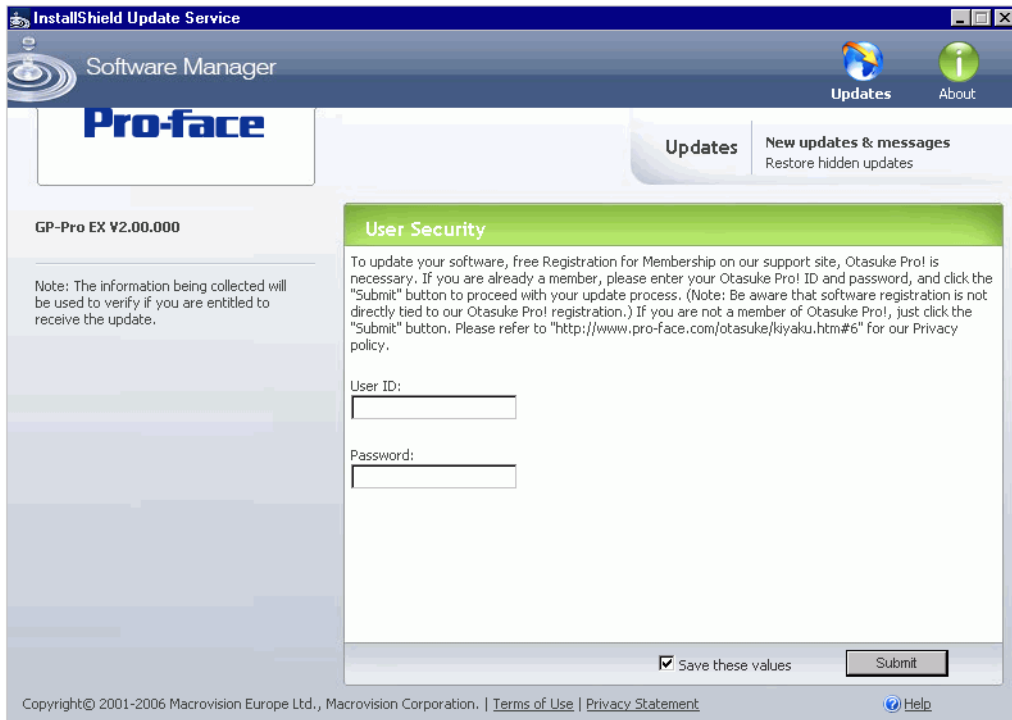 InstallShield Update Service
Software Manager
Updates
About
Pro-face
Updates
New updates & messages
Restore hidden updates
GP-Pro EX V2.00.000
Note: The information being collected will
be used to verify if you are entitled to
receive the update.
User Security
To update your software, free Registration for Membership on our support site, Otasuke Pro! is
necessary. If you are already a member, please enter your Otasuke Pro! ID and password, and click the
"Submit" button to proceed with your update process. (Note: Be aware that software registration is not
directly tied to our Otasuke Pro! registration.) If you are not a member of Otasuke Pro!, just click the
"Submit" button. Please refer to "http://www.pro-face.com/otasuke/kiyaku.htm#6" for our Privacy
policy.
User ID:
Password:
Save these values
Submit
Copyright© 2001-2006 Macrovision Europe Ltd., Macrovision Corporation. | Terms of Use | Privacy Statement
Help